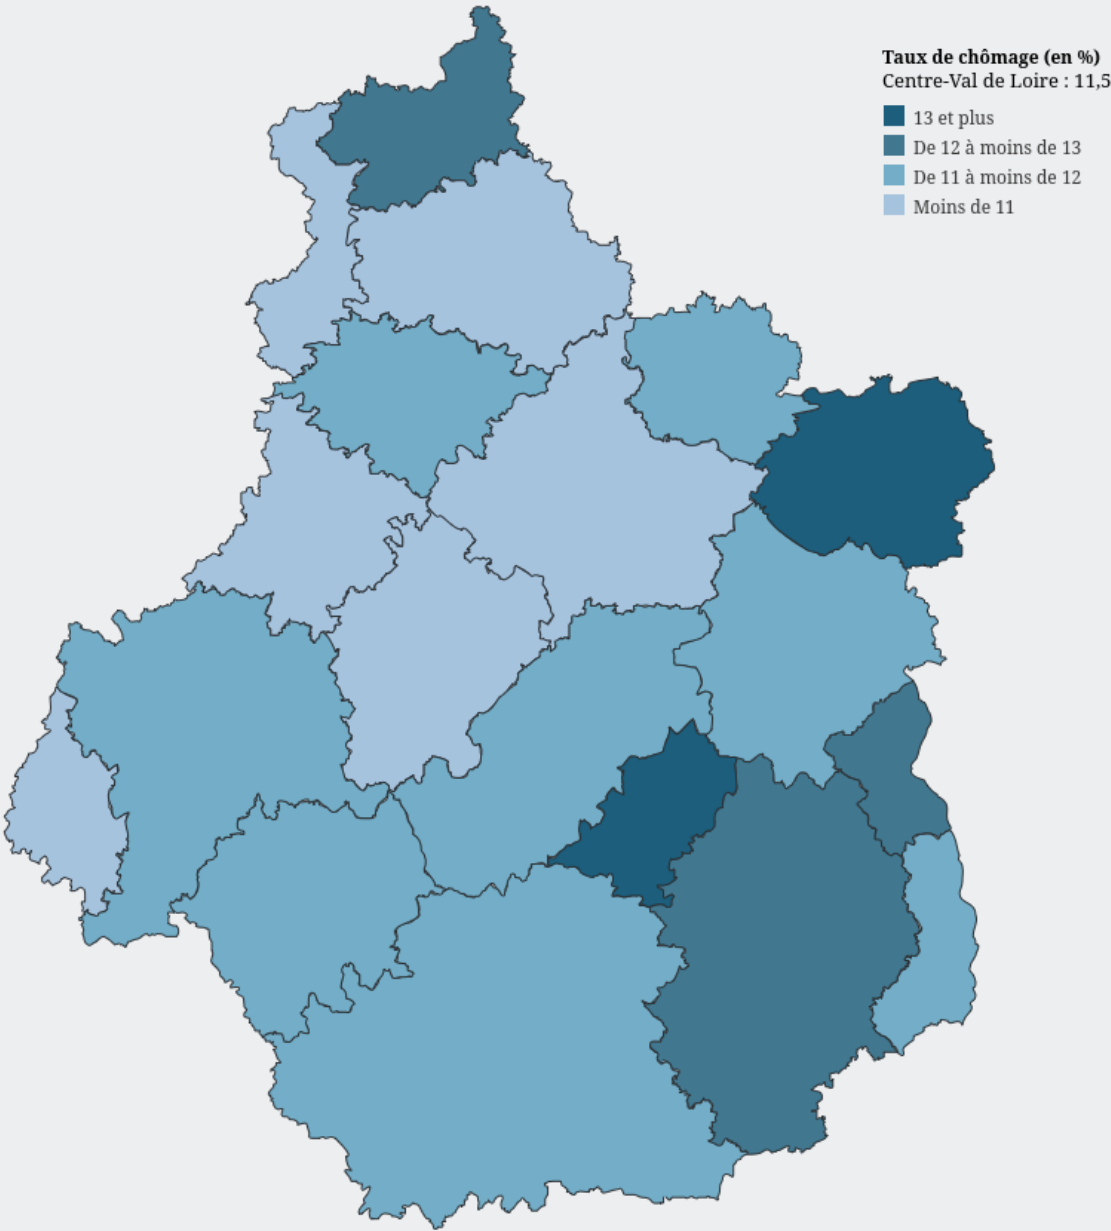 Taux de chômage (en %)
Centre-Val de Loire : 11,5
13 et plus
De 12 à moins de 13
De 11 à moins de 12
Moins de 11